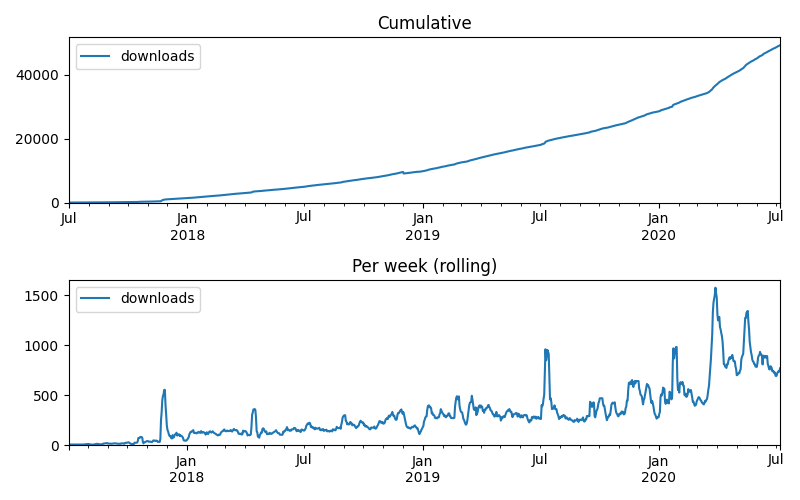 Cumulative
downloads
40000
20000
0
Jul Jan Jul Jan Jul Jan Jul
2018 2019 2020
Per week (rolling)
downloads
1500
1000
500
0
Jul Jan Jul Jan Jul Jan Jul
2018 2019 2020